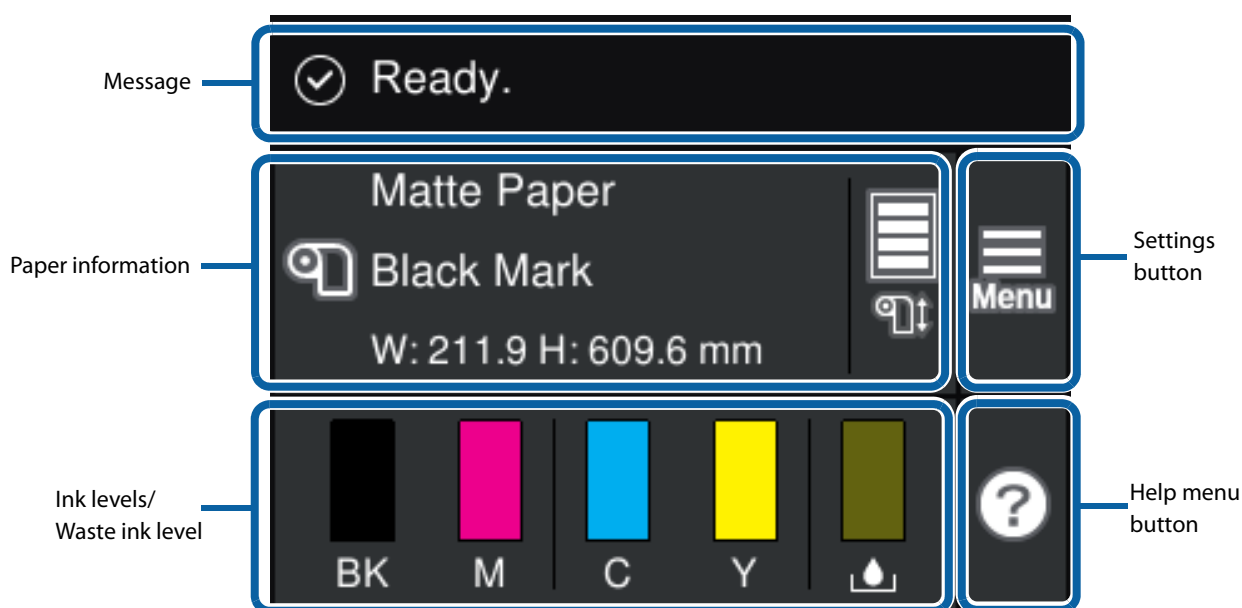 Message
Ready.
Paper information
Matte Paper
Black Mark
W: 211.9 H: 609.6 mm
Menu
Settings
button
Ink levels/
Waste ink level
BK M C Y
?
Help menu
button